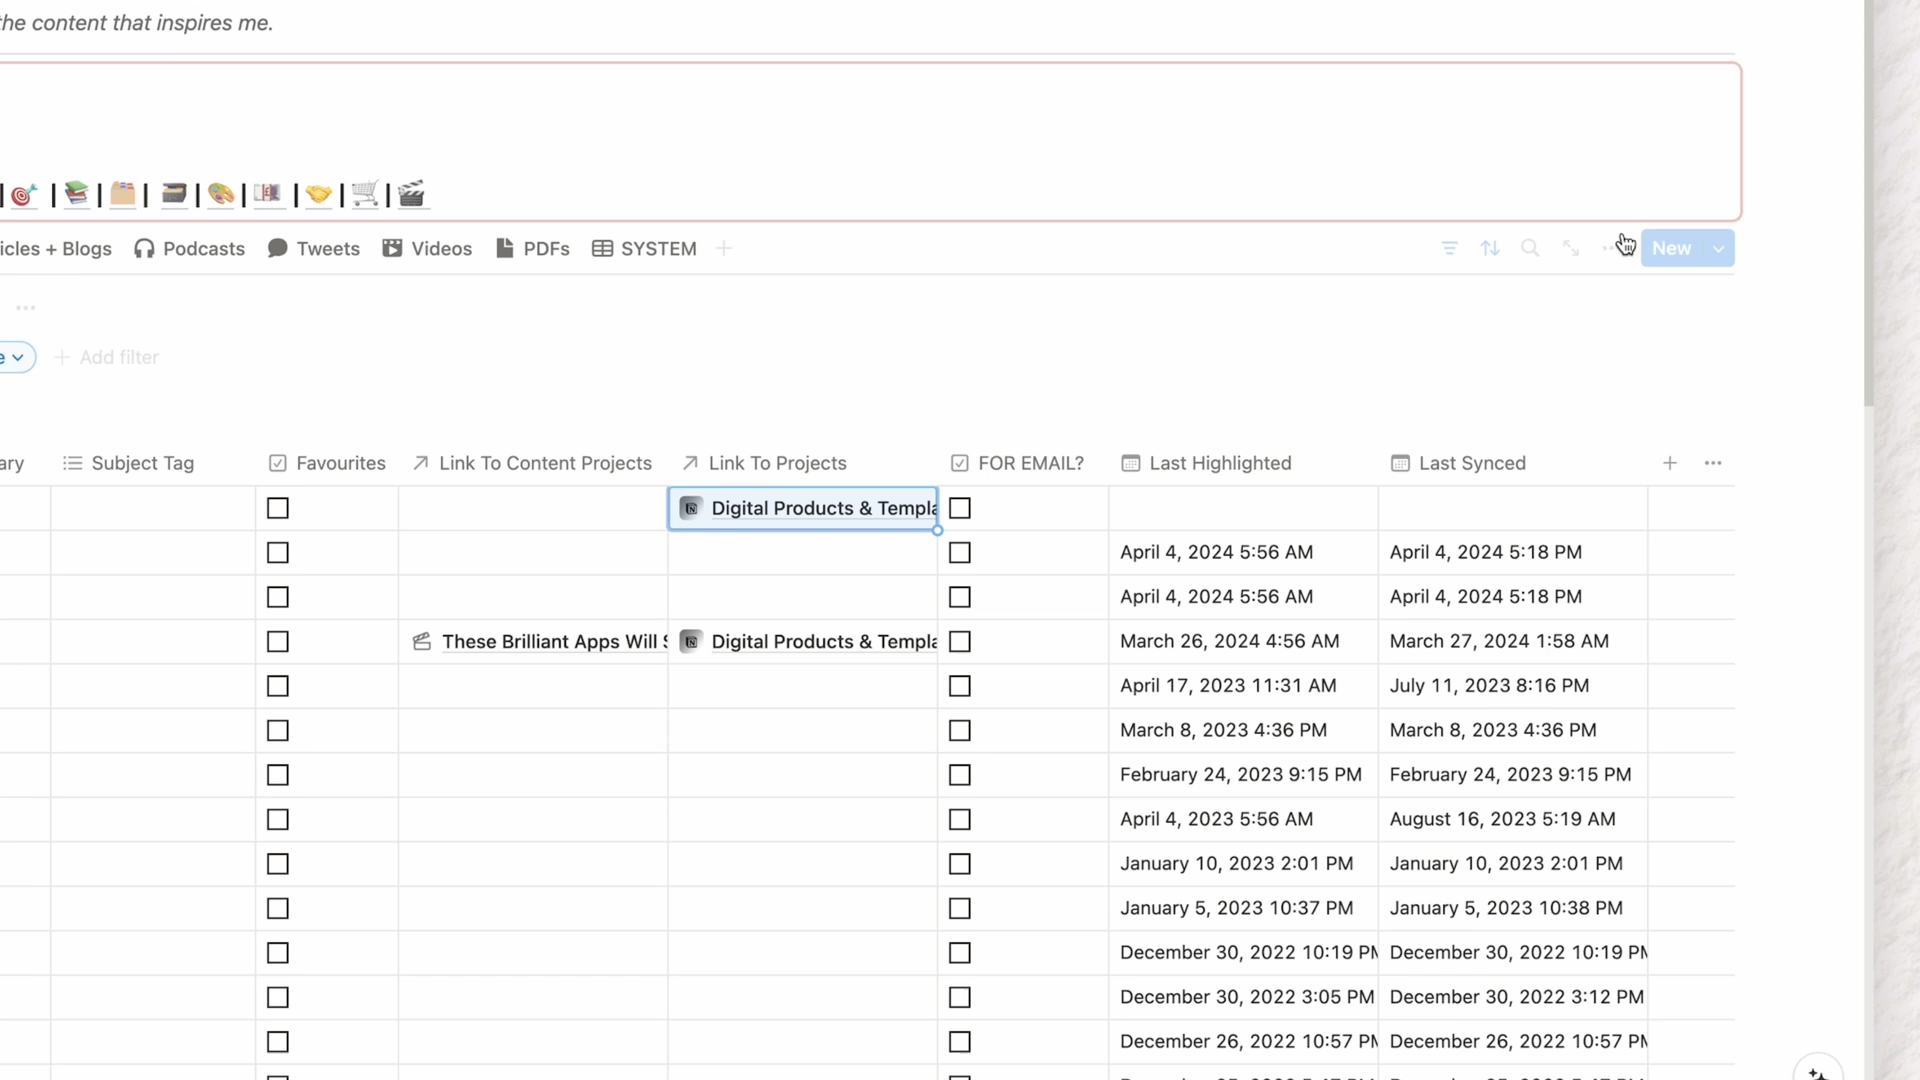 the content that inspires me.
icles + Blogs Podcasts Tweets Videos PDFs SYSTEM New
e Add filter
ary Subject Tag Favourites Link To Content Projects Link To Projects FOR EMAIL? Last Highlighted Last Synced
Digital Products & Templa
April 4, 2024 5:56 AM April 4, 2024 5:18 PM
April 4, 2024 5:56 AM April 4, 2024 5:18 PM
These Brilliant Apps Will S Digital Products & Templa March 26, 2024 4:56 AM March 27, 2024 1:58 AM
April 17, 2023 11:31 AM July 11, 2023 8:16 PM
March 8, 2023 4:36 PM March 8, 2023 4:36 PM
February 24, 2023 9:15 PM February 24, 2023 9:15 PM
April 4, 2023 5:56 AM August 16, 2023 5:19 AM
January 10, 2023 2:01 PM January 10, 2023 2:01 PM
January 5, 2023 10:37 PM January 5, 2023 10:38 PM
December 30, 2022 10:19 PM December 30, 2022 10:19 PM
December 30, 2022 3:05 PM December 30, 2022 3:12 PM
December 26, 2022 10:57 PM December 26, 2022 10:57 PM